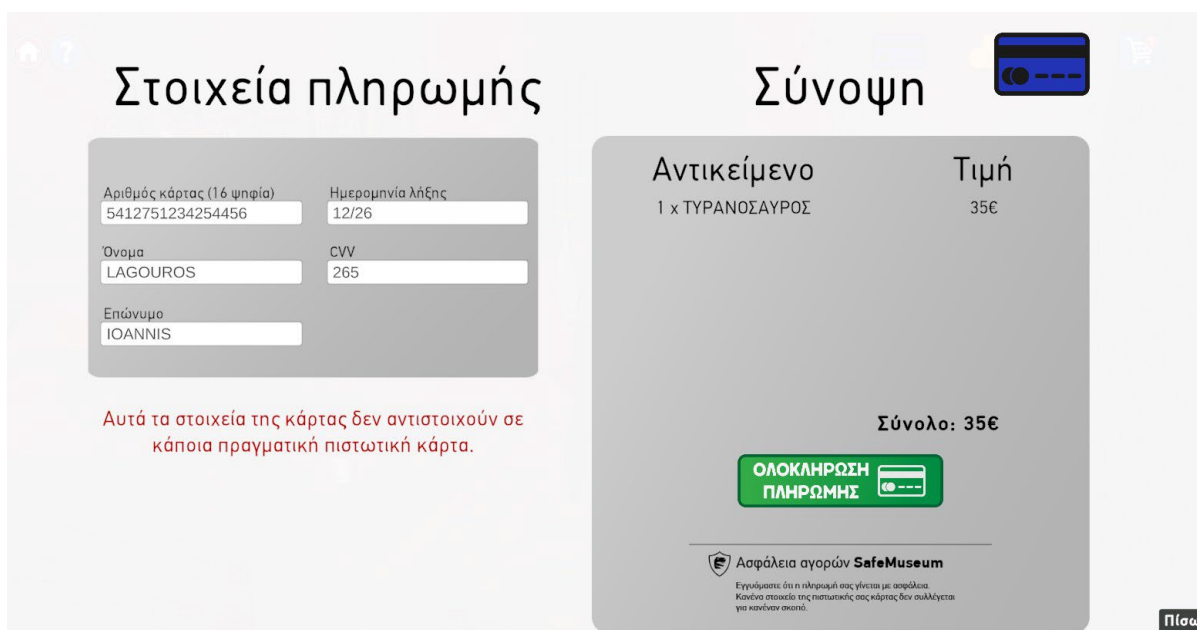 Στοιχεία πληρωμής
Αριθμός κάρτας (16 ψηφία)
5412751234254456
Ημερομηνία λήξης
12/26
Όνομα
LAGOUROS
CVV
265
Επώνυμο
IOANNIS
Αυτά τα στοιχεία της κάρτας δεν αντιστοιχούν σε
κάποια πραγματική πιστωτική κάρτα.
Σύνοψη
Αντικείμενο Τιμή
1 x ΤΥΡΑΝΟΣΑΥΡΟΣ 35€
Σύνολο: 35€
ΟΛΟΚΛΗΡΩΣΗ
ΠΛΗΡΩΜΗΣ
Ασφάλεια αγορών SafeMuseum
Εγγυόμαστε ότι η πληρωμή σας γίνεται με ασφάλεια.
Κανένα στοιχείο της πιστωτικής σας κάρτας δεν συλλέγεται
για κανέναν σκοπό.
Πίσω